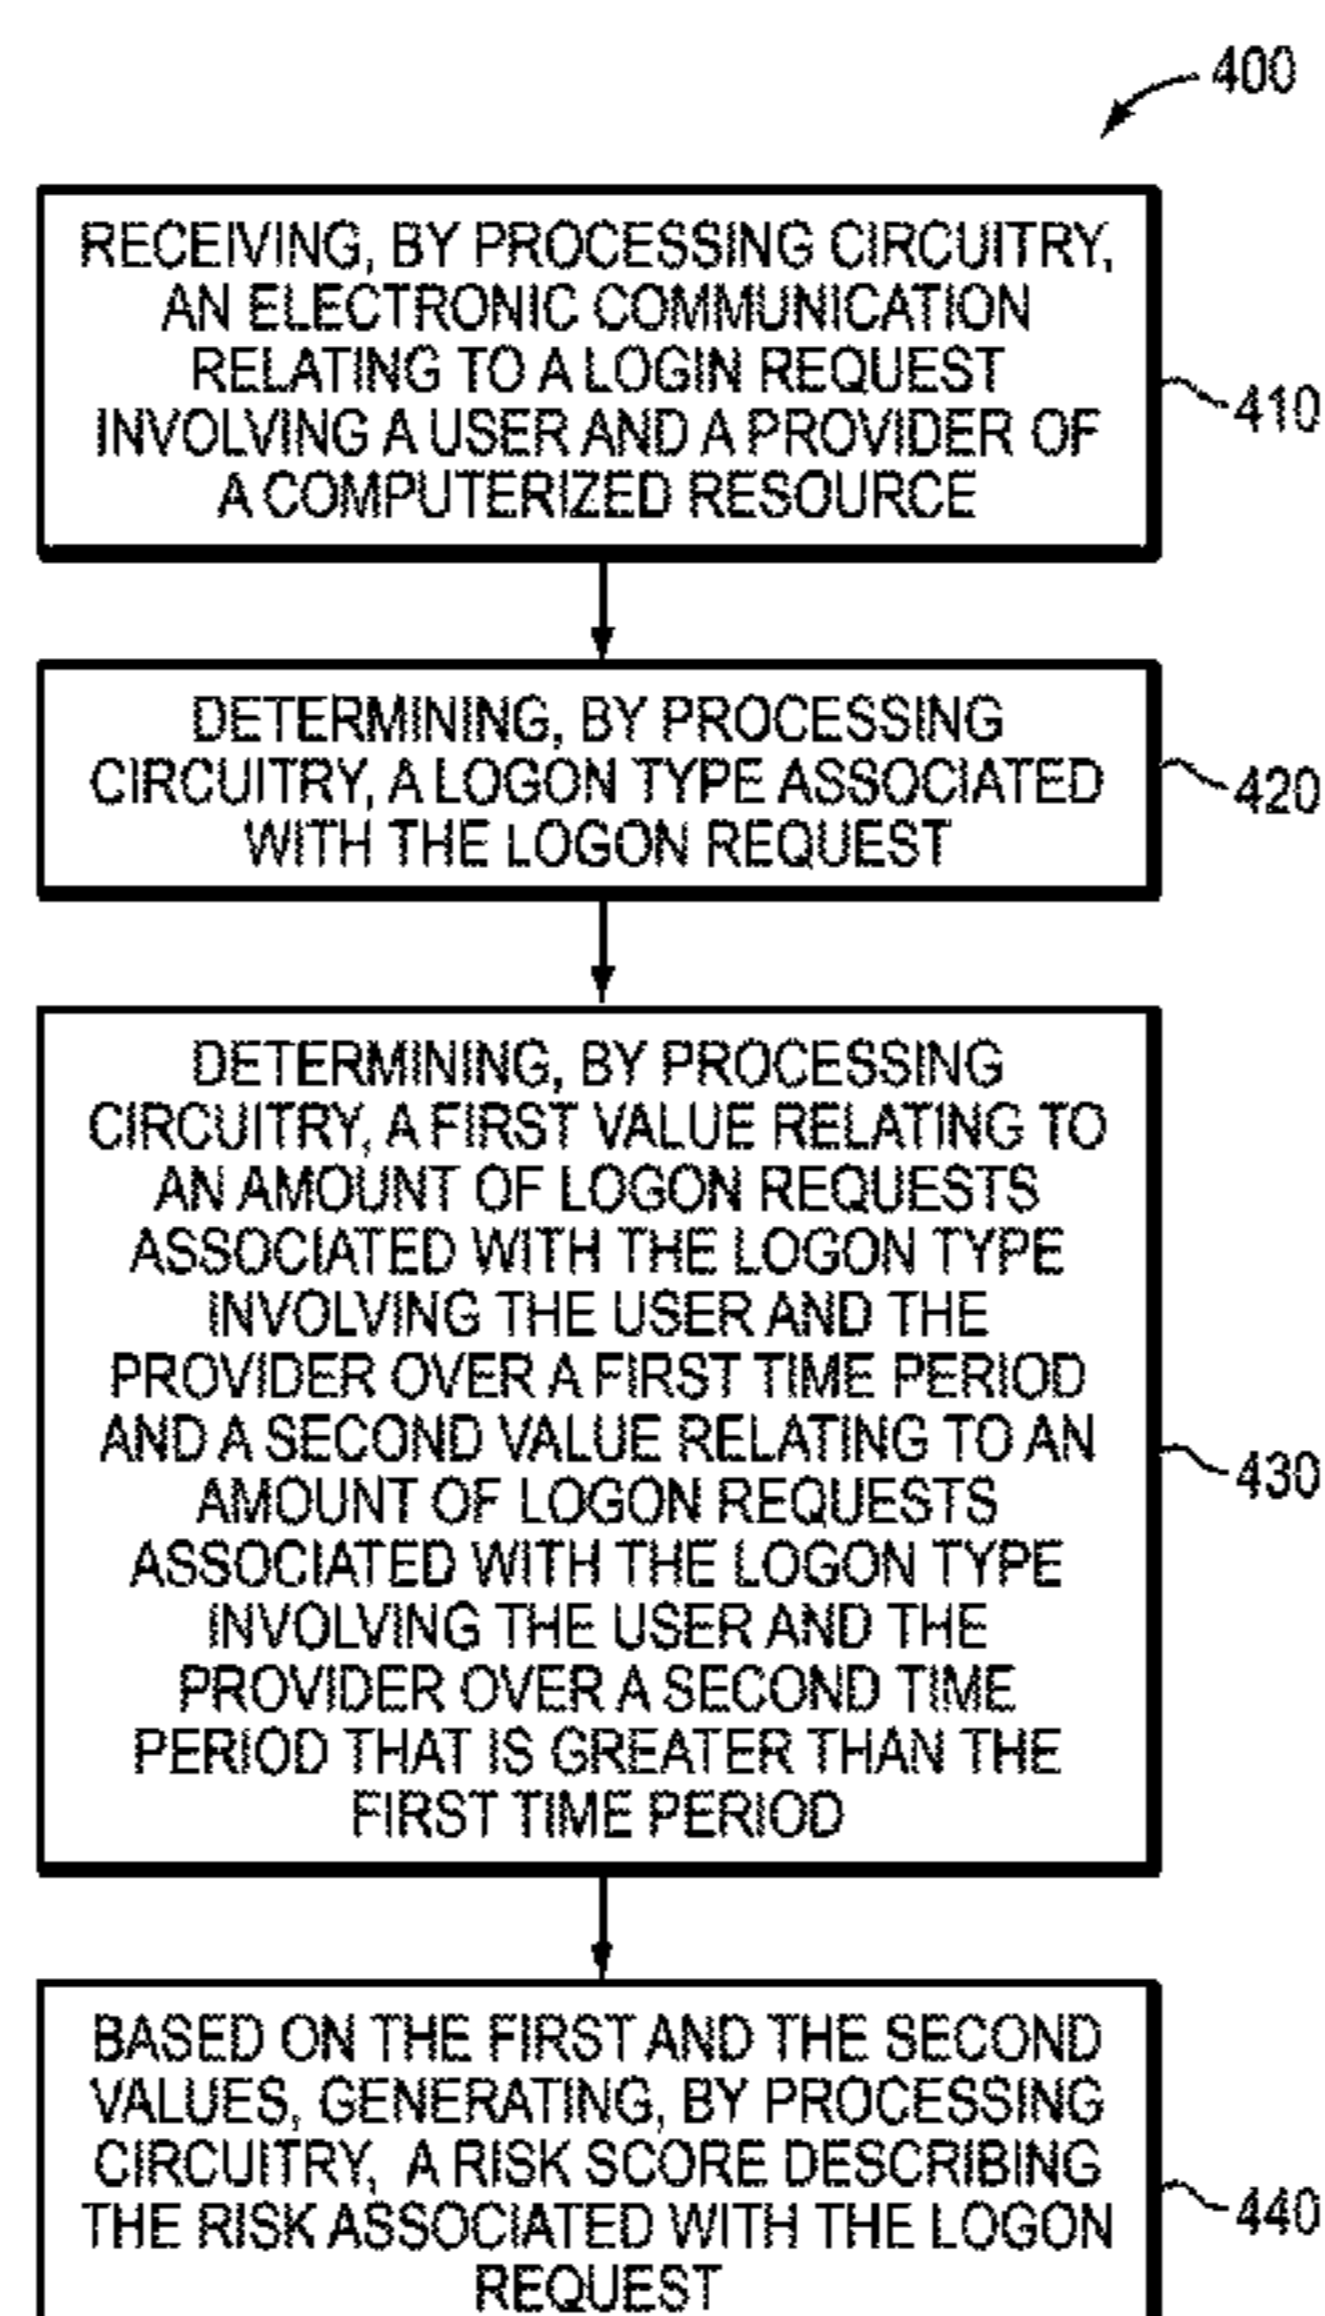 400
RECEIVING, BY PROCESSING CIRCUITRY,
AN ELECTRONIC COMMUNICATION
RELATING TO A LOGIN REQUEST
INVOLVING A USER AND A PROVIDER OF
A COMPUTERIZED RESOURCE
410
DETERMINING, BY PROCESSING
CIRCUITRY, A LOGON TYPE ASSOCIATED
WITH THE LOGON REQUEST
420
DETERMINING, BY PROCESSING
CIRCUITRY, A FIRST VALUE RELATING TO
AN AMOUNT OF LOGON REQUESTS
ASSOCIATED WITH THE LOGON TYPE
INVOLVING THE USER AND THE
PROVIDER OVER A FIRST TIME PERIOD
AND A SECOND VALUE RELATING TO AN
AMOUNT OF LOGON REQUESTS
ASSOCIATED WITH THE LOGON TYPE
INVOLVING THE USER AND THE
PROVIDER OVER A SECOND TIME
PERIOD THAT IS GREATER THAN THE
FIRST TIME PERIOD
430
BASED ON THE FIRST AND THE SECOND
VALUES, GENERATING, BY PROCESSING
CIRCUITRY, A RISK SCORE DESCRIBING
THE RISK ASSOCIATED WITH THE LOGON
REQUEST
440